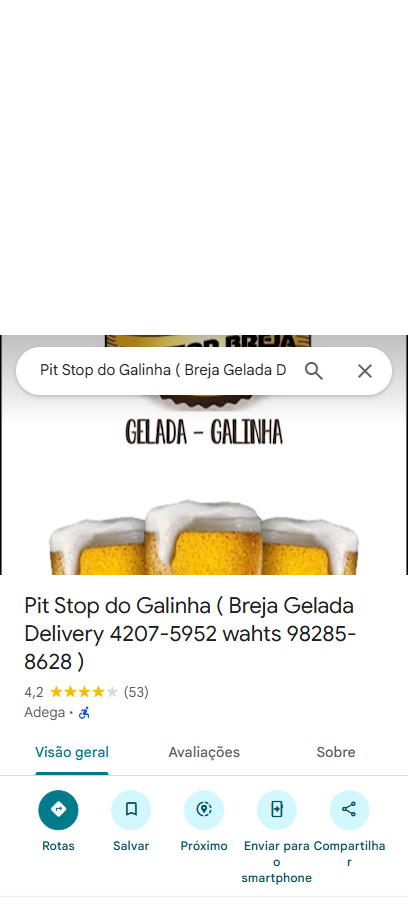 BREJA
Pit Stop do Galinha ( Breja Gelada D
GELADA - GALINHA
Pit Stop do Galinha ( Breja Gelada
Delivery 4207-5952 wahts 98285-
8628 )
4,2 (53)
Adega ·
Visão geral Avaliações Sobre
Rotas Salvar Próximo Enviar para o smartphone Compartilhar